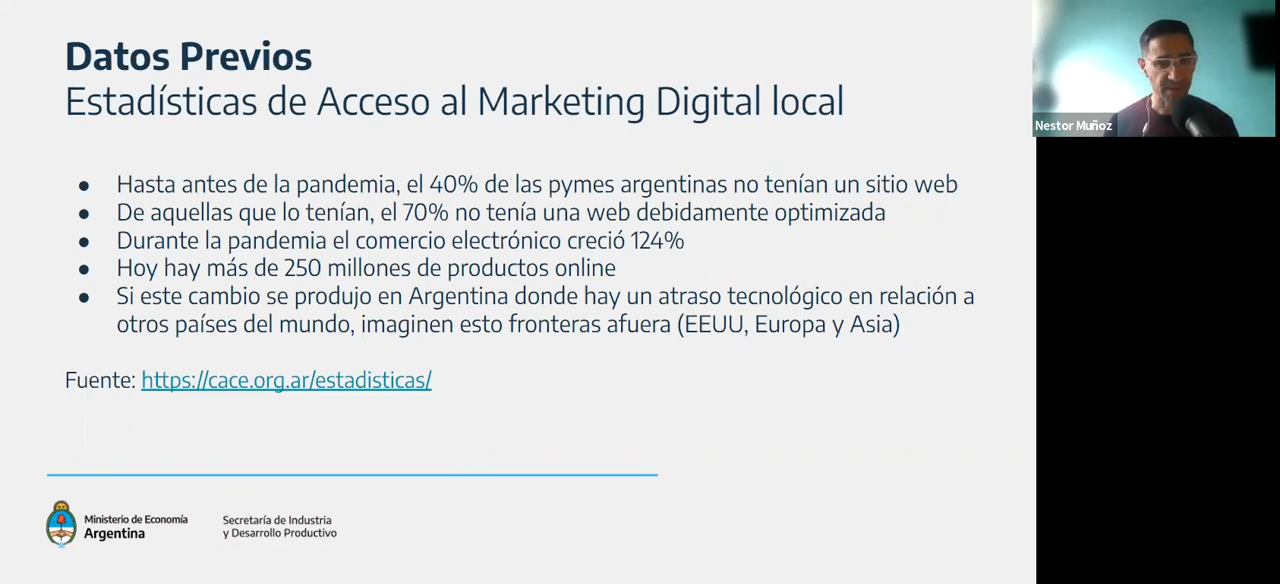 Datos Previos
Estadísticas de Acceso al Marketing Digital local
● Hasta antes de la pandemia, el 40% de las pymes argentinas no tenían un sitio web
● De aquellas que lo tenían, el 70% no tenía una web debidamente optimizada
● Durante la pandemia el comercio electrónico creció 124%
● Hoy hay más de 250 millones de productos online
● Si este cambio se produjo en Argentina donde hay un atraso tecnológico en relación a
otros países del mundo, imaginen esto fronteras afuera (EEUU, Europa y Asia)
Fuente: https://cace.org.ar/estadisticas/
Ministerio de Economía
Argentina
Secretaría de Industria
y Desarrollo Productivo
Nestor Muñoz